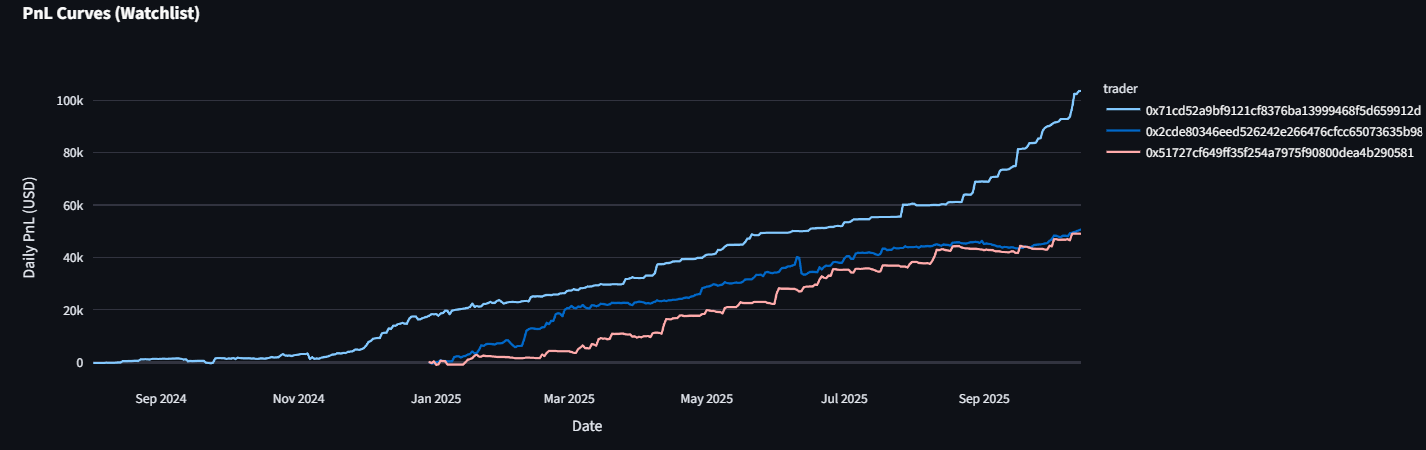 PnL Curves (Watchlist)
trader
0x71cd52a9bf9121cf8376ba13999468f5d659912d
0x2cde80346eed526242e266476cfcc65073635b98
0x51727cf649ff35f254a7975f90800dea4b290581
Daily PnL (USD)
100k
80k
60k
40k
20k
0
Sep 2024
Nov 2024
Jan 2025
Mar 2025
May 2025
Jul 2025
Sep 2025
Date